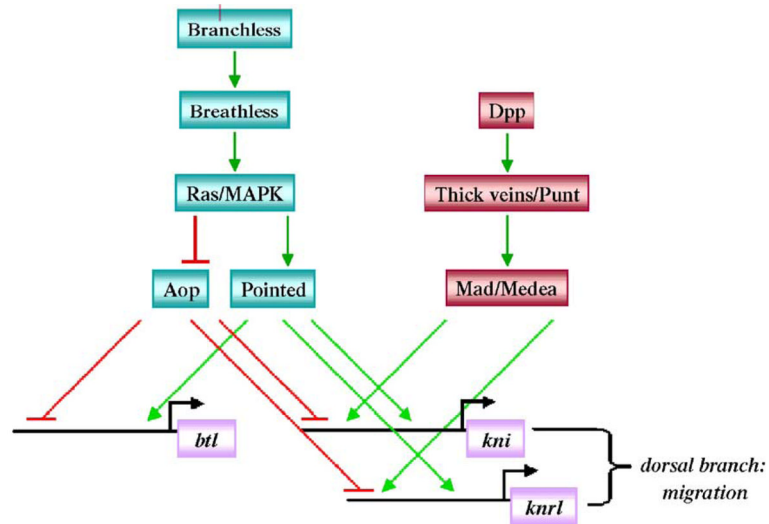 Branchless
Breathless
Dpp
Ras/MAPK
Thick veins/Punt
Aop
Pointed
Mad/Medea
btl
kni
dorsal branch:
migration
knrl